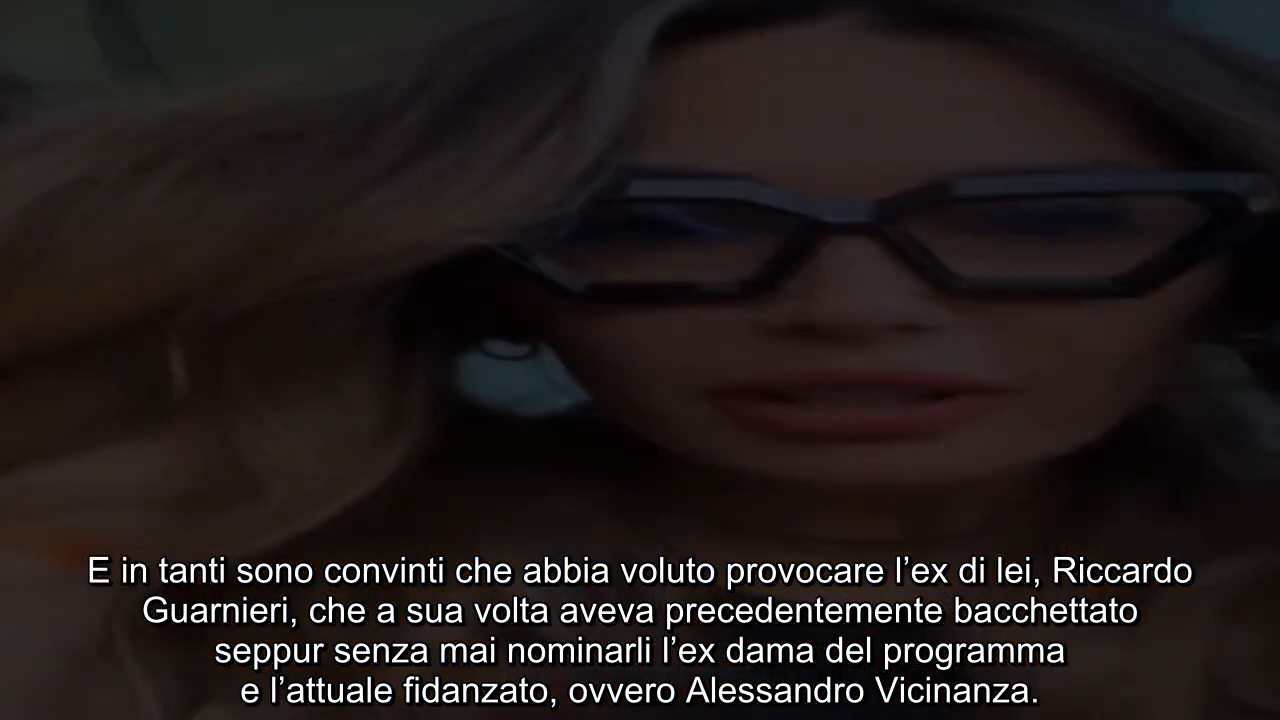 E in tanti sono convinti che abbia voluto provocare l’ex di lei, Riccardo
Guarnieri, che a sua volta aveva precedentemente bacchettato
seppur senza mai nominarli l’ex dama del programma
e l’attuale fidanzato, ovvero Alessandro Vicinanza.